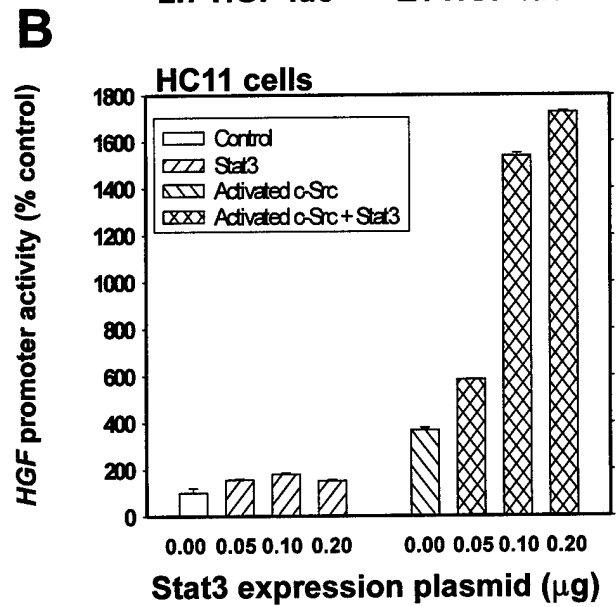 B
HC11 cells
HGF promoter activity (% control)
1800
1600
1400
1200
1000
800
600
400
200
0
Control
Stat3
Activated c-Src
Activated c-Src + Stat3
0.00 0.05 0.10 0.20 0.00 0.05 0.10 0.20
Stat3 expression plasmid (μg)